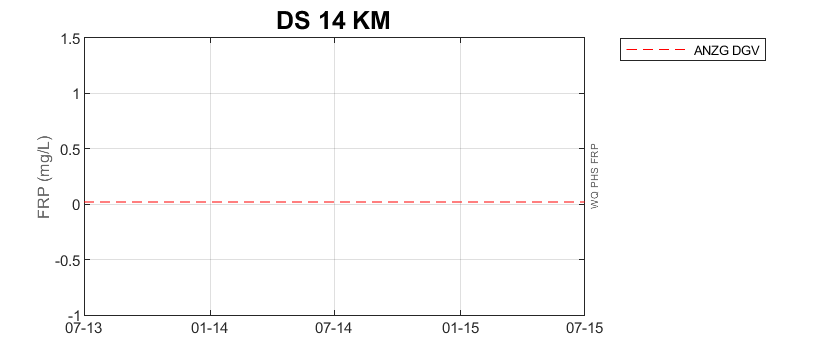 DS 14 KM
ANZG DGV
1.5
1
0.5
0
-0.5
-1
FRP (mg/L)
WQ PHS FRP
07-13
01-14
07-14
01-15
07-15